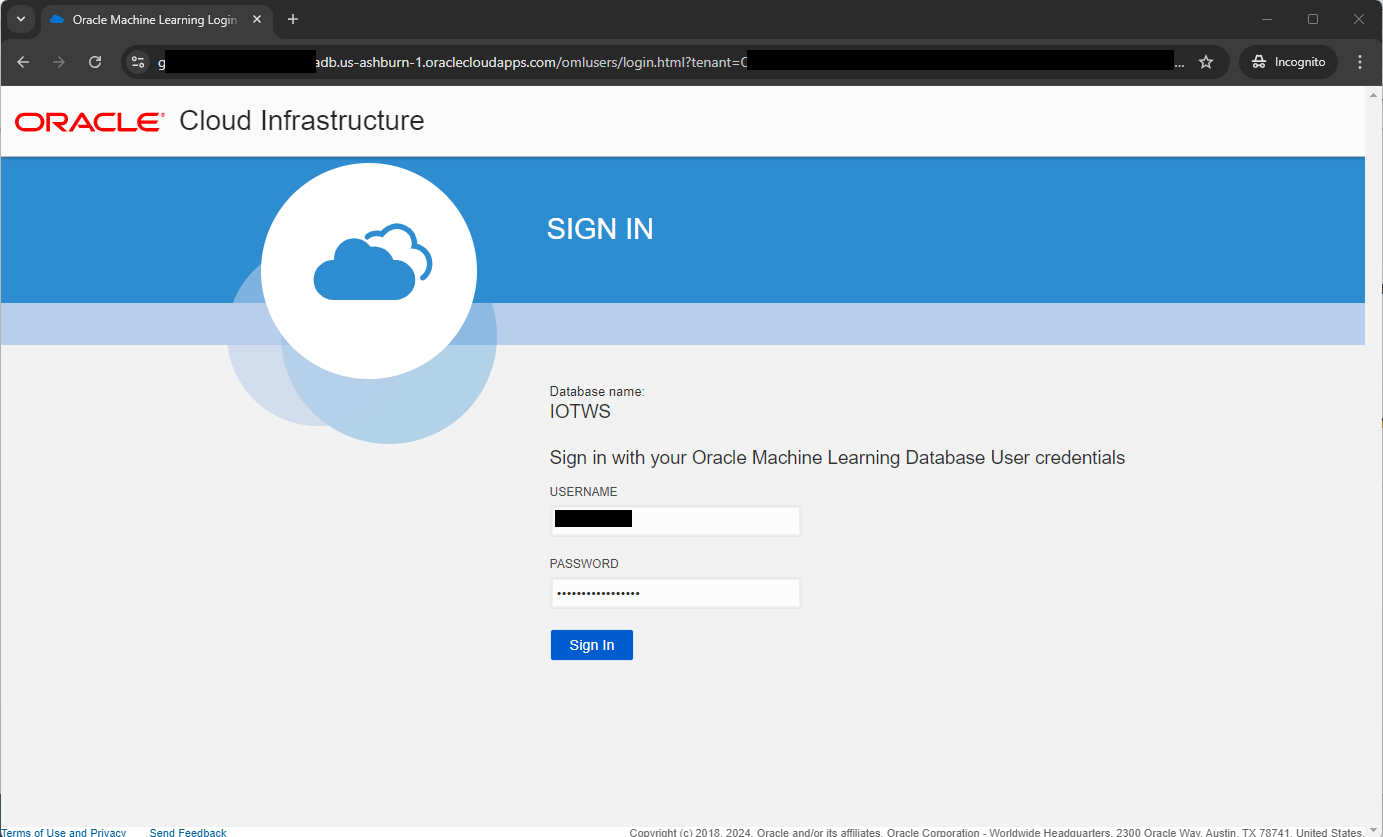 Oracle Machine Learning Login
g adb.us-ashburn-1.oraclecloudapps.com/omlusers/login.html?tenant= ... Incognito
ORACLE® Cloud Infrastructure
SIGN IN
Database name:
IOTWS
Sign in with your Oracle Machine Learning Database User credentials
USERNAME
PASSWORD
•••••••••••••••••
Sign In
Terms of Use and Privacy Send Feedback Copyright (c) 2018, 2024, Oracle and/or its affiliates. Oracle Corporation - Worldwide Headquarters, 2300 Oracle Way, Austin, TX 78741, United States.